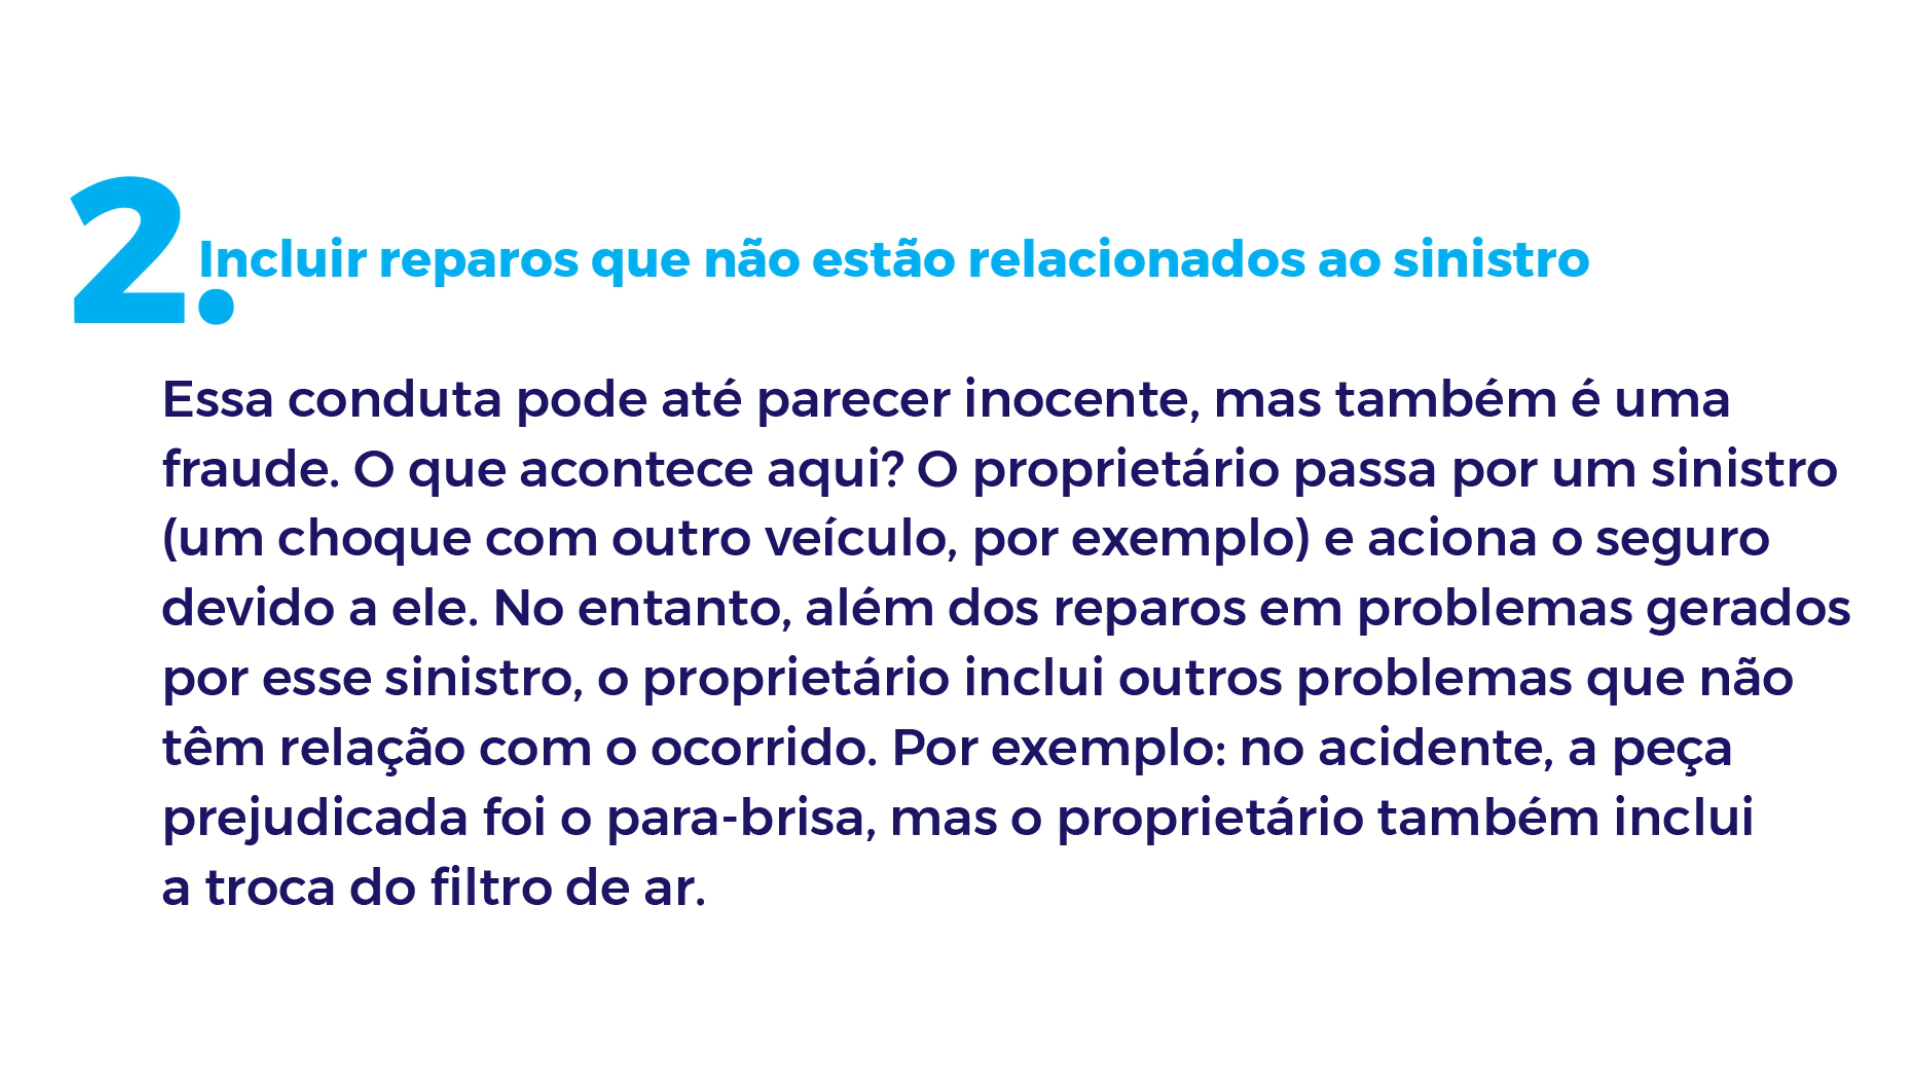 2. Incluir reparos que não estão relacionados ao sinistro
Essa conduta pode até parecer inocente, mas também é uma
fraude. O que acontece aqui? O proprietário passa por um sinistro
(um choque com outro veículo, por exemplo) e aciona o seguro
devido a ele. No entanto, além dos reparos em problemas gerados
por esse sinistro, o proprietário inclui outros problemas que não
têm relação com o ocorrido. Por exemplo: no acidente, a peça
prejudicada foi o para-brisa, mas o proprietário também inclui
a troca do filtro de ar.